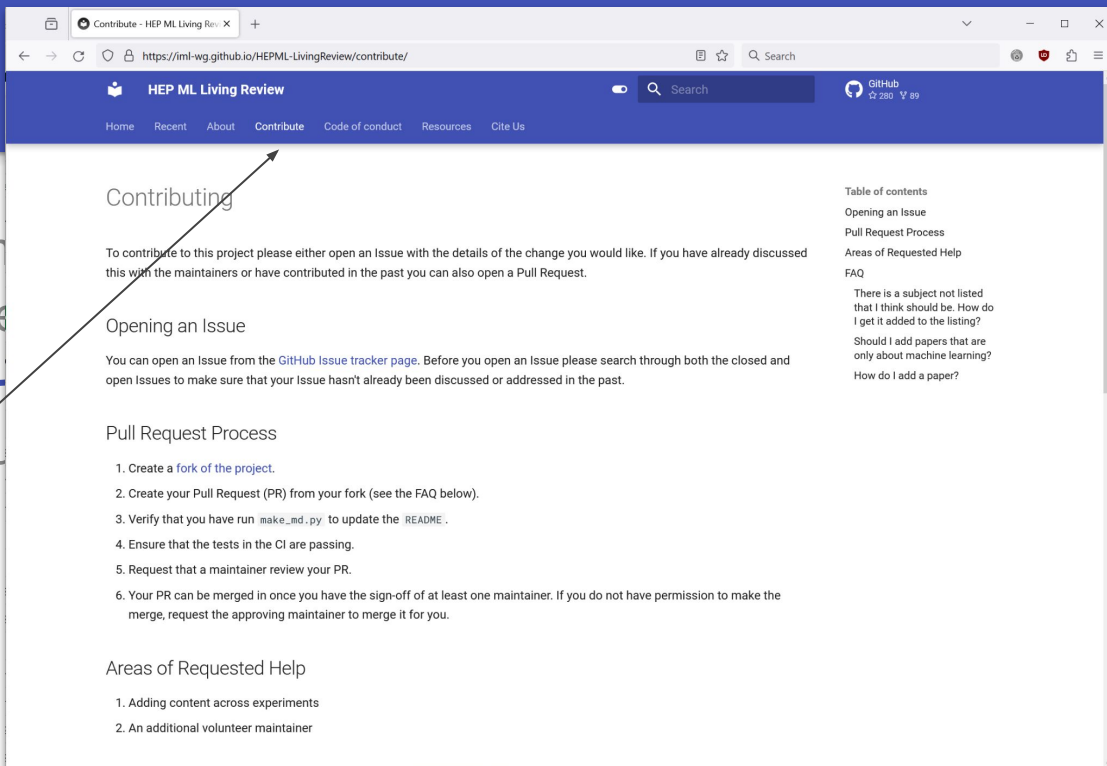 Contribute - HEP ML Living Rev
https://iml-wg.github.io/HEPML-LivingReview/contribute/
Search
HEP ML Living Review
Search
GitHub
280 89
Home Recent About Contribute Code of conduct Resources Cite Us
Contributing
To contribute to this project please either open an Issue with the details of the change you would like. If you have already discussed
this with the maintainers or have contributed in the past you can also open a Pull Request.
Opening an Issue
You can open an Issue from the GitHub Issue tracker page. Before you open an Issue please search through both the closed and
open Issues to make sure that your Issue hasn't already been discussed or addressed in the past.
Pull Request Process
1. Create a fork of the project.
2. Create your Pull Request (PR) from your fork (see the FAQ below).
3. Verify that you have run make_md.py to update the README.
4. Ensure that the tests in the CI are passing.
5. Request that a maintainer review your PR.
6. Your PR can be merged in once you have the sign-off of at least one maintainer. If you do not have permission to make the
merge, request the approving maintainer to merge it for you.
Areas of Requested Help
1. Adding content across experiments
2. An additional volunteer maintainer
Table of contents
Opening an Issue
Pull Request Process
Areas of Requested Help
FAQ
There is a subject not listed
that I think should be. How do
I get it added to the listing?
Should I add papers that are
only about machine learning?
How do I add a paper?